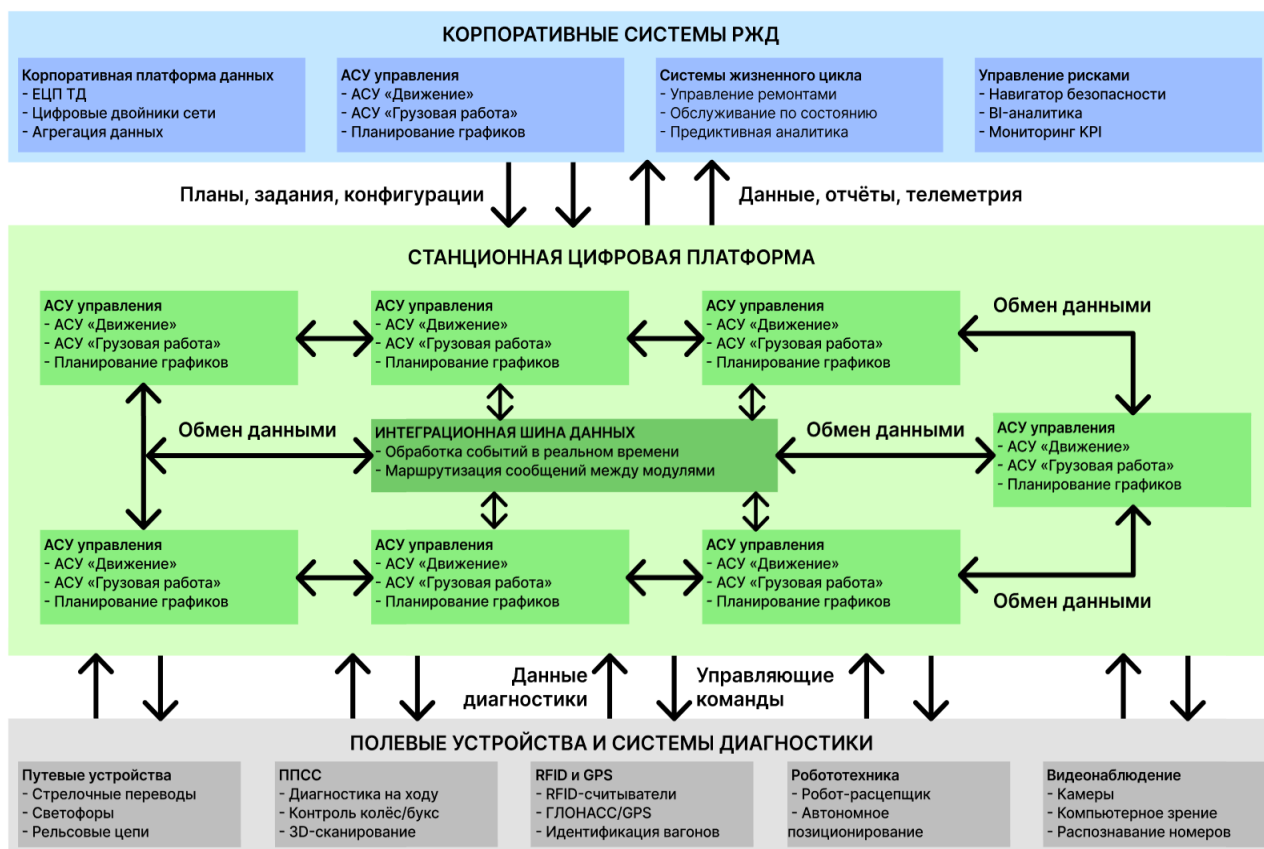 КОРПОРАТИВНЫЕ СИСТЕМЫ РЖД
Корпоративная платформа данных
- ЕЦП ТД
- Цифровые двойники сети
- Агрегация данных
АСУ управления
- АСУ «Движение»
- АСУ «Грузовая работа»
- Планирование графиков
Системы жизненного цикла
- Управление ремонтами
- Обслуживание по состоянию
- Предиктивная аналитика
Управление рисками
- Навигатор безопасности
- BI-аналитика
- Мониторинг KPI
Планы, задания, конфигурации
Данные, отчёты, телеметрия
СТАНЦИОННАЯ ЦИФРОВАЯ ПЛАТФОРМА
АСУ управления
- АСУ «Движение»
- АСУ «Грузовая работа»
- Планирование графиков
АСУ управления
- АСУ «Движение»
- АСУ «Грузовая работа»
- Планирование графиков
АСУ управления
- АСУ «Движение»
- АСУ «Грузовая работа»
- Планирование графиков
Обмен данными
Обмен данными
ИНТЕГРАЦИОННАЯ ШИНА ДАННЫХ
- Обработка событий в реальном времени
- Маршрутизация сообщений между модулями
Обмен данными
АСУ управления
- АСУ «Движение»
- АСУ «Грузовая работа»
- Планирование графиков
АСУ управления
- АСУ «Движение»
- АСУ «Грузовая работа»
- Планирование графиков
АСУ управления
- АСУ «Движение»
- АСУ «Грузовая работа»
- Планирование графиков
АСУ управления
- АСУ «Движение»
- АСУ «Грузовая работа»
- Планирование графиков
Обмен данными
Данные
диагностики
Управляющие
команды
ПОЛЕВЫЕ УСТРОЙСТВА И СИСТЕМЫ ДИАГНОСТИКИ
Путевые устройства
- Стрелочные переводы
- Светофоры
- Рельсовые цепи
ППСС
- Диагностика на ходу
- Контроль колёс/букс
- 3D-сканирование
RFID и GPS
- RFID-считыватели
- ГЛОНАСС/GPS
- Идентификация вагонов
Робототехника
- Робот-расцепщик
- Автономное
позиционирование
Видеонаблюдение
- Камеры
- Компьютерное зрение
- Распознавание номеров